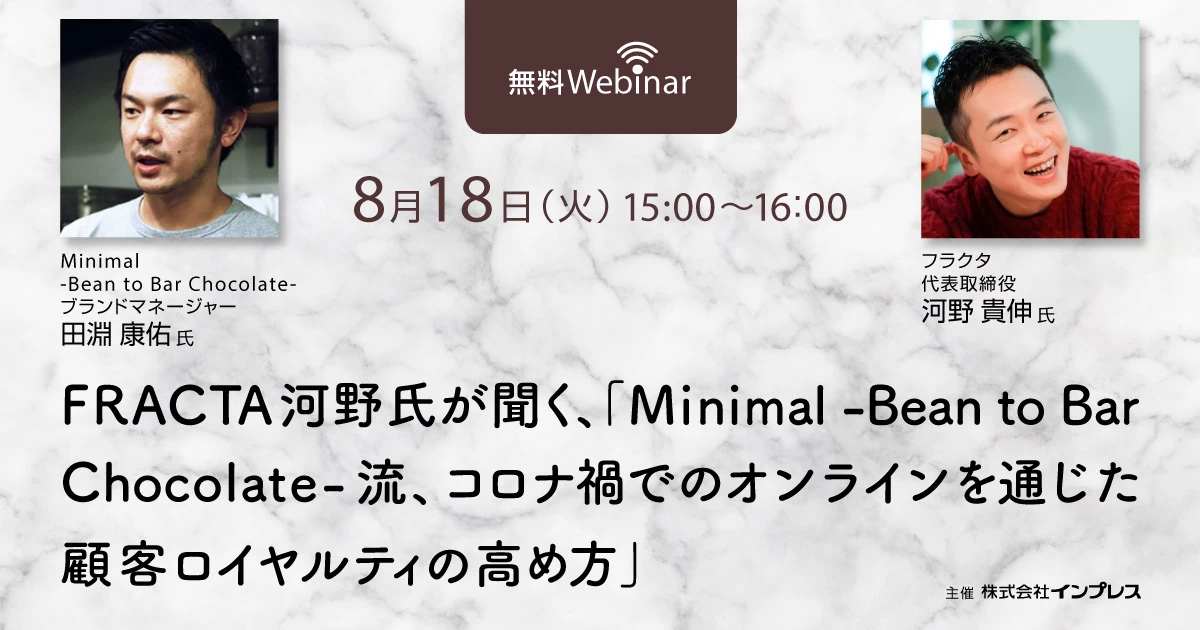 無料Webinar
8月18日（火）15:00～16:00
Minimal
-Bean to Bar Chocolate-
ブランドマネージャー
田淵 康佑 氏
フラクタ
代表取締役
河野 貴伸 氏
FRACTA河野氏が聞く、「Minimal -Bean to Bar
Chocolate- 流、コロナ禍でのオンラインを通じた
顧客ロイヤルティの高め方」
主催 株式会社インプレス